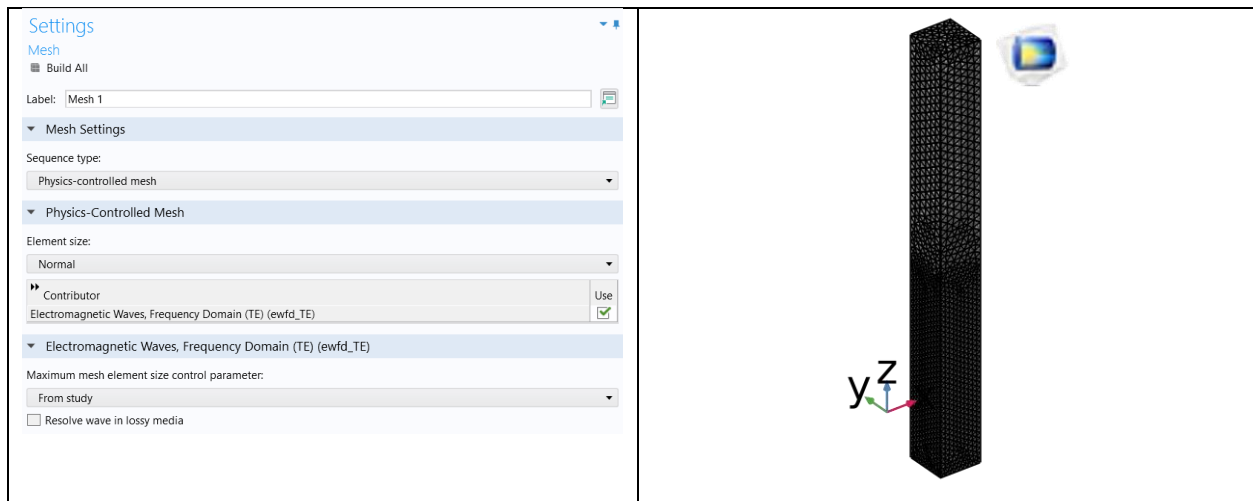 Settings
Mesh
Build All
Label: Mesh 1
Mesh Settings
Sequence type:
Physics-controlled mesh
Physics-Controlled Mesh
Element size:
Normal
Contributor Use
Electromagnetic Waves, Frequency Domain (TE) (ewfd_TE)
Electromagnetic Waves, Frequency Domain (TE) (ewfd_TE)
Maximum mesh element size control parameter:
From study
Resolve wave in lossy media
y z